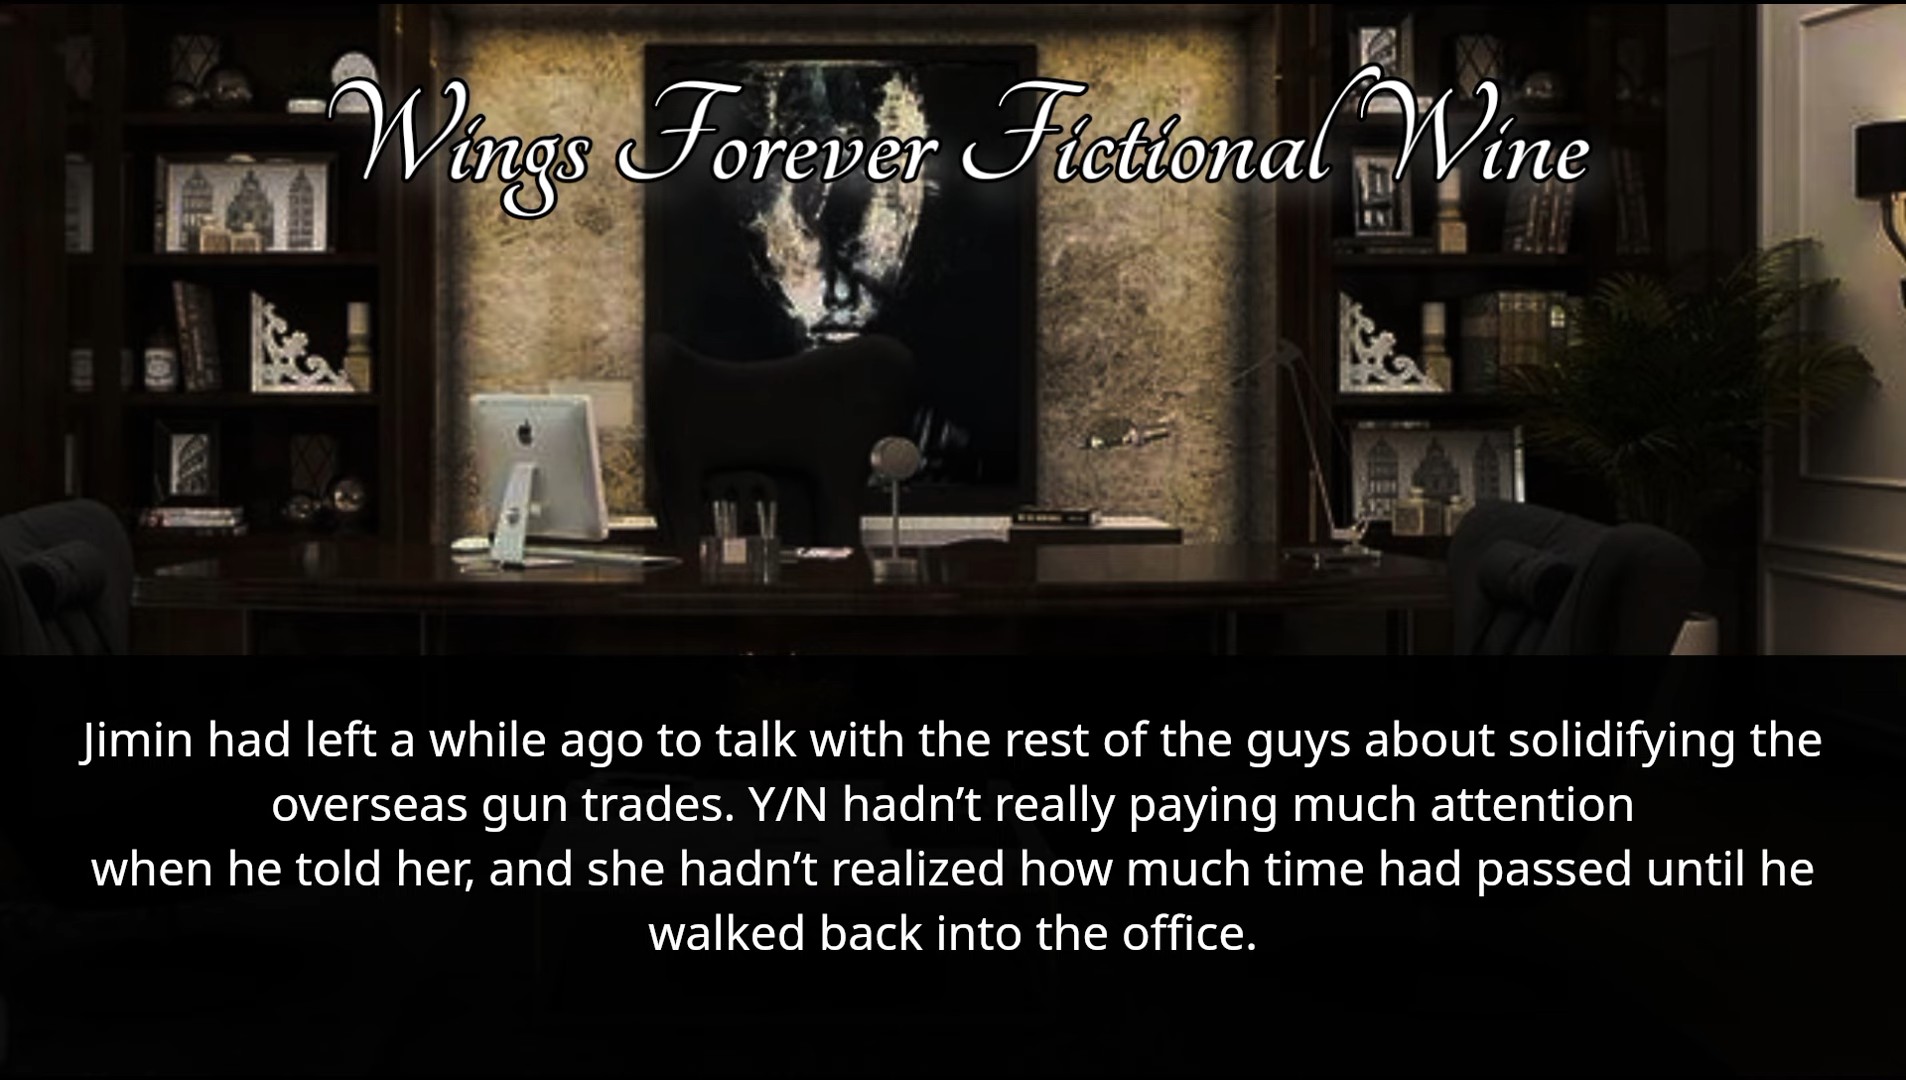 Wings Forever Fictional Wine
Jimin had left a while ago to talk with the rest of the guys about solidifying the
overseas gun trades. Y/N hadn’t really paying much attention
when he told her, and she hadn’t realized how much time had passed until he
walked back into the office.